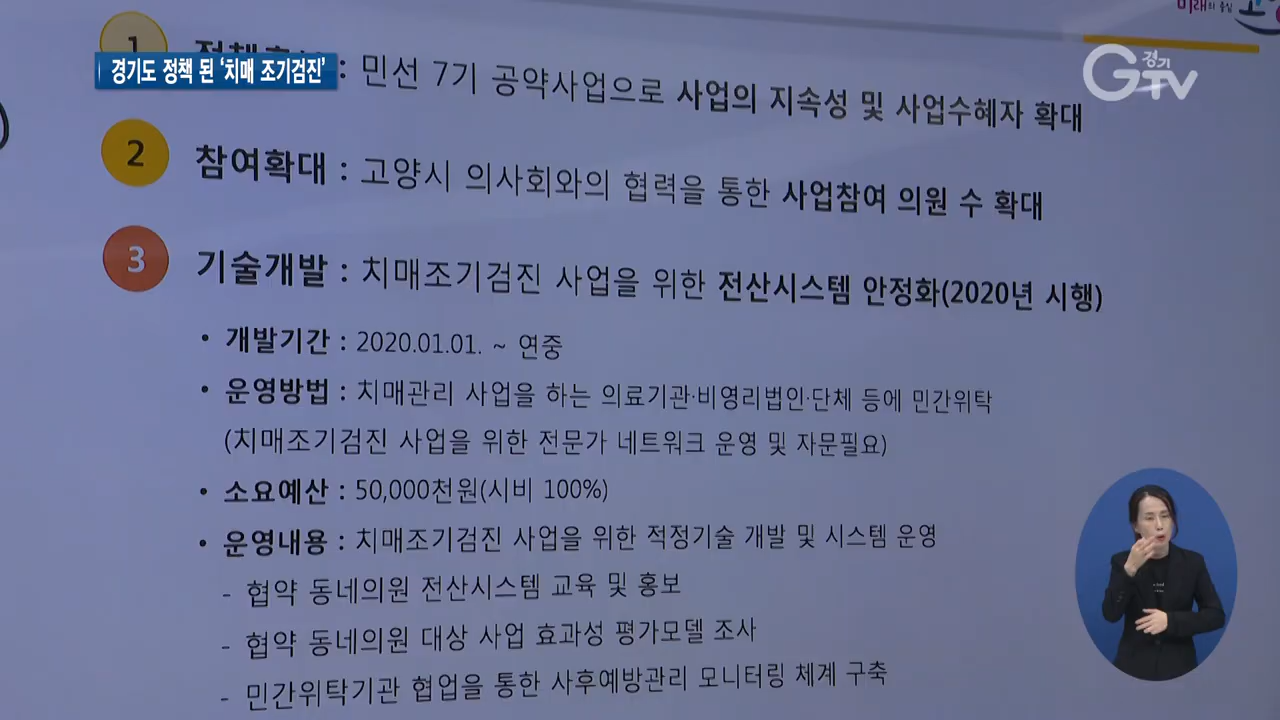 미래의 중심
경기
GTV
경기도 정책 된 '치매 조기검진'
1
: 민선 7기 공약사업으로 사업의 지속성 및 사업수혜자 확대
2 참여확대 : 고양시 의사회와의 협력을 통한 사업참여 의원 수 확대
3 기술개발 : 치매조기검진 사업을 위한 전산시스템 안정화(2020년 시행)
• 개발기간 : 2020.01.01. ~ 연중
• 운영방법 : 치매관리 사업을 하는 의료기관·비영리법인·단체 등에 민간위탁
(치매조기검진 사업을 위한 전문가 네트워크 운영 및 자문필요)
• 소요예산 : 50,000천원(시비 100%)
• 운영내용 : 치매조기검진 사업을 위한 적정기술 개발 및 시스템 운영
- 협약 동네의원 전산시스템 교육 및 홍보
- 협약 동네의원 대상 사업 효과성 평가모델 조사
- 민간위탁기관 협업을 통한 사후예방관리 모니터링 체계 구축